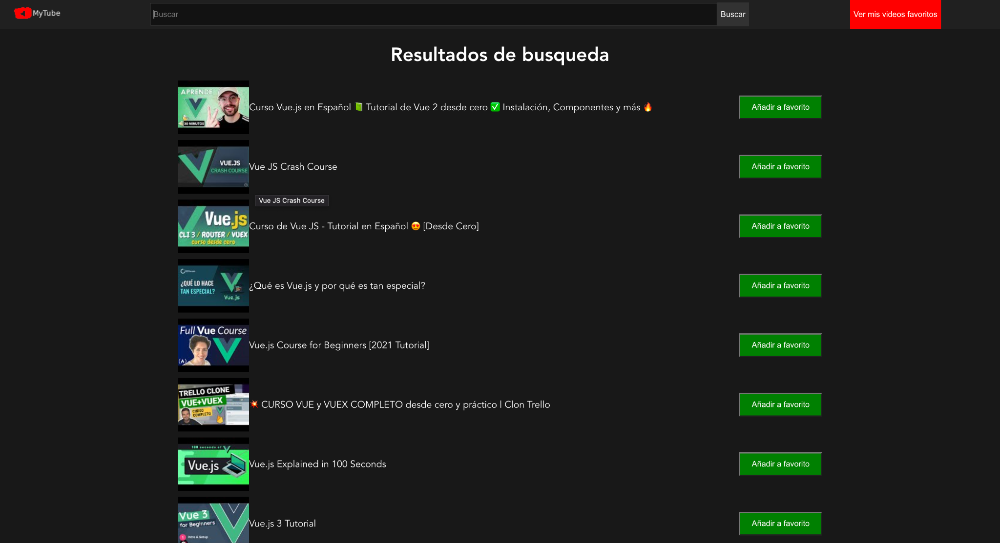 MyTube
Buscar
Buscar
Ver mis videos favoritos
Resultados de busqueda
APRENDE
30 MINUTOS
Curso Vue.js en Español 📗 Tutorial de Vue 2 desde cero ✅ Instalación, Componentes y más 🔥
Añadir a favorito
VUE.JS
CRASH COURSE
Vue JS Crash Course
Añadir a favorito
Vue JS Crash Course
Vue.js
CLI 3 / ROUTER / VUEX
curso desde cero
Curso de Vue JS - Tutorial en Español 😍 [Desde Cero]
Añadir a favorito
¿QUÉ LO HACE
TAN ESPECIAL?
Vue.js
¿Qué es Vue.js y por qué es tan especial?
Añadir a favorito
Full Vue Course
Vue.js Course for Beginners [2021 Tutorial]
Añadir a favorito
TRELLO CLONE
VUE+VUEX
CURSO
COMPLETO
💥 CURSO VUE y VUEX COMPLETO desde cero y práctico | Clon Trello
Añadir a favorito
100 seconds of
Vue.js
Vue.js Explained in 100 Seconds
Añadir a favorito
Vue 3
for Beginners
1 Intro & Setup
Vue.js 3 Tutorial
Añadir a favorito